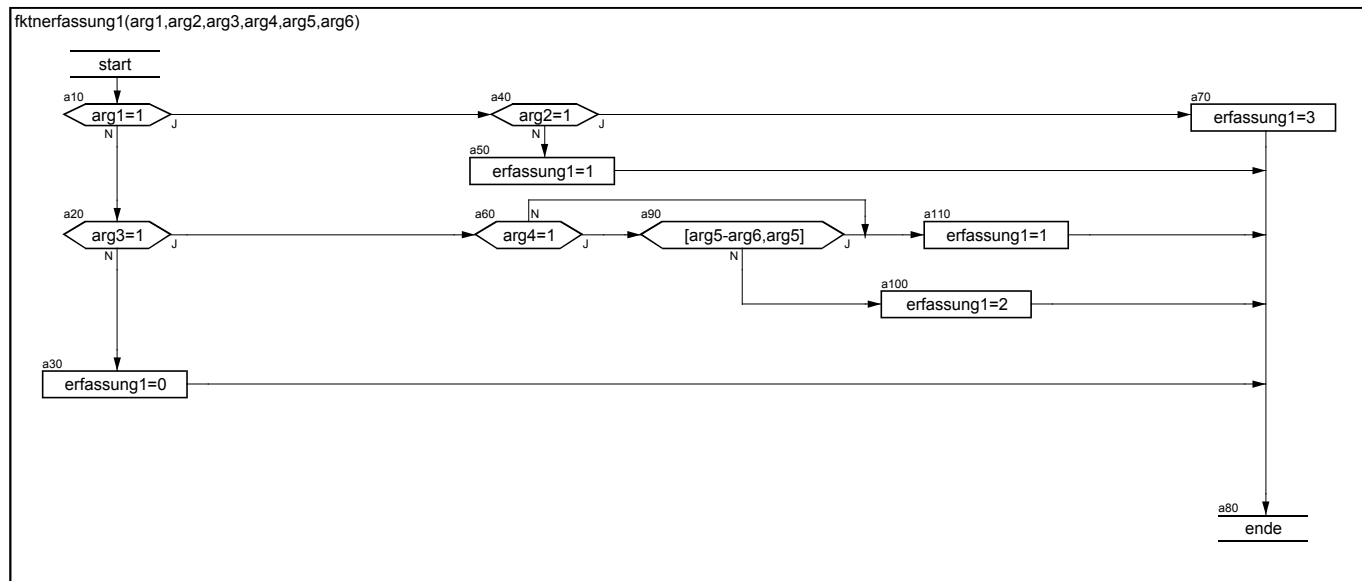 fktnerfassung1(arg1,arg2,arg3,arg4,arg5,arg6)
start
a10
arg1=1
J
N
a40
arg2=1
J
N
a70
erfassung1=3
a50
erfassung1=1
a20
arg3=1
J
N
a60
N
arg4=1
J
a90
[arg5-arg6,arg5]
J
N
a110
erfassung1=1
a100
erfassung1=2
a30
erfassung1=0
a80
ende